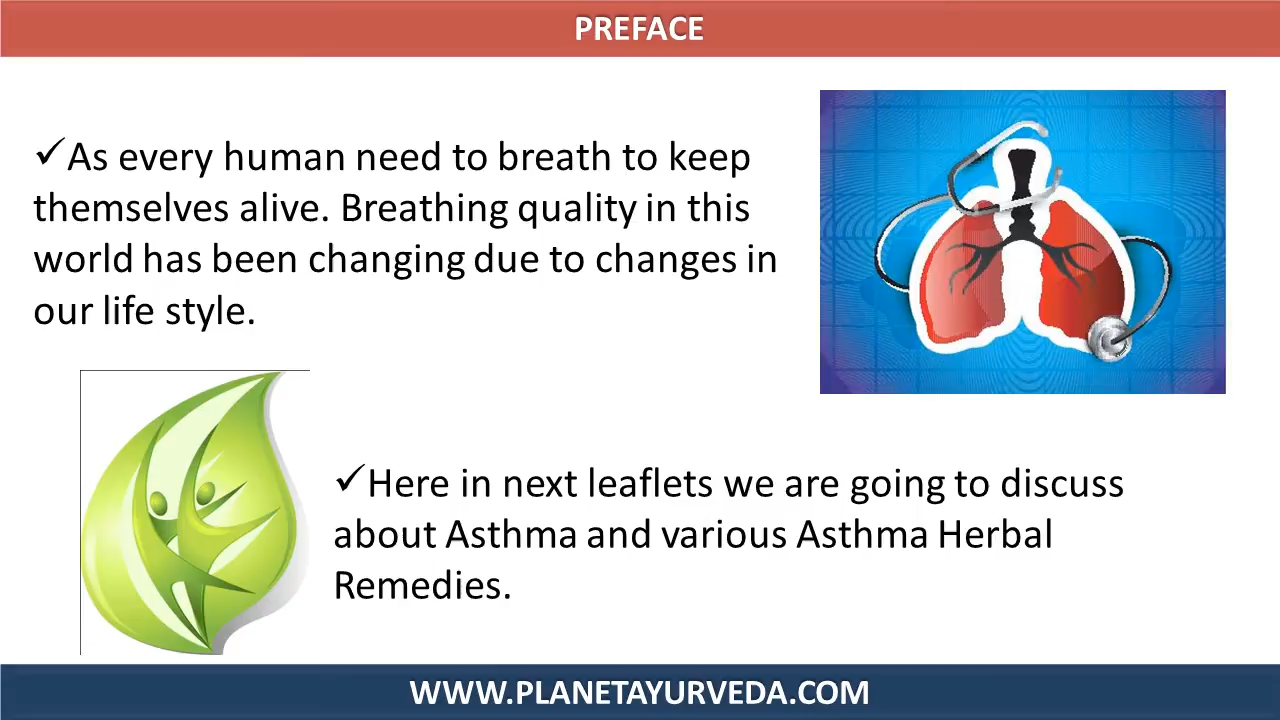 PREFACE
✓As every human need to breath to keep
themselves alive. Breathing quality in this
world has been changing due to changes in
our life style.
✓Here in next leaflets we are going to discuss
about Asthma and various Asthma Herbal
Remedies.
WWW.PLANETAYURVEDA.COM